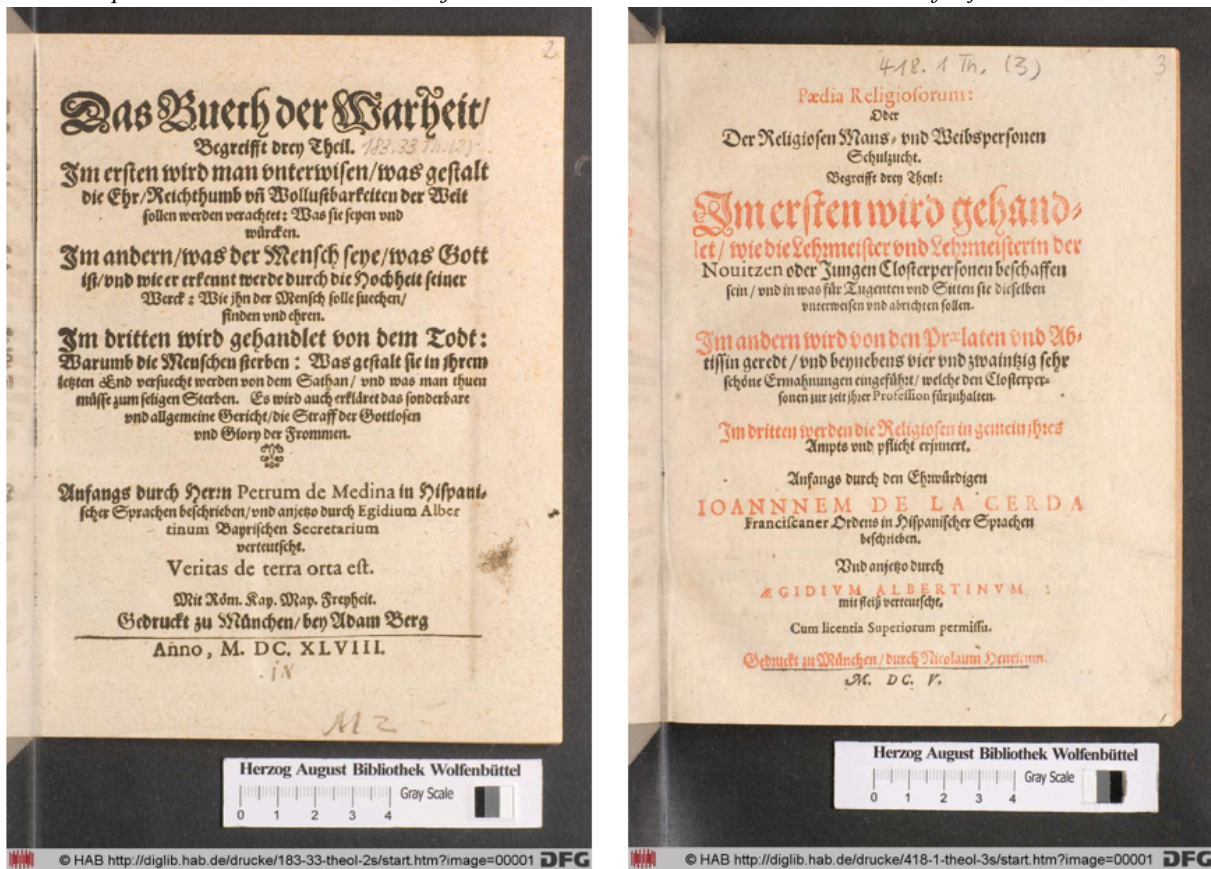 2
Das Buech der Warheit/
Begreifft drey Theil. 183.33 Th. (2)
Im ersten wird man vnterwisen/was gestalt
die Ehr/Reichthumb vñ Wollustbarkeiten der Welt
sollen werden verachtet: Was sie seyen vnd
würcken.
Im andern/was der Mensch seye/was Gott
ist/vnd wie er erkennt werde durch die Hochheit seiner
Werck: Wie jhn der Mensch solle suechen/
finden vnd ehren.
Im dritten wird gehandlet von dem Todt:
Warumb die Menschen sterben: Was gestalt sie in jhrem
letzten End versuecht werden von dem Sathan/ vnd was man thuen
müsse zum seligen Sterben. Es wird auch erkläret das sonderbare
vnd allgemeine Gericht/die Straff der Gottlosen
vnd Glory der Frommen.
Anfangs durch Herrn Petrum de Medina in Hispani-
scher Sprachen beschrieben/vnd anjetzo durch Egidium Alber
tinum Bayrischen Secretarium
verteutscht.
Veritas de terra orta est.
Mit Röm. Kay. May. Freyheit.
Gedruckt zu München/bey Adam Berg
Añno, M. DC. XLVIII.
Herzog August Bibliothek Wolfenbüttel
Gray Scale
0 1 2 3 4
© HAB http://diglib.hab.de/drucke/183-33-theol-2s/start.htm?image=00001 DFG
418. 1 Th. (3) 3
Pædia Religiosorum:
Oder
Der Religiosen Mans- vnd Weibspersonen
Schulzucht.
Begreifft drey Theyl:
Im ersten wird gehand-
let/ wie die Lehrmeister vnd Lehrmeisterin der
Nouitzen oder Jungen Closterpersonen beschaffen
sein/ vnd in was für Tugenten vnd Sitten sie dieselben
vnterweisen vnd abrichten sollen.
Im andern wird von den Prælaten vnd Ab-
tissin geredt/ vnd beynebens vier vnd zwaintzig sehr
schöne Ermahnungen eingeführt/ welche den Closterper-
sonen zur zeit jhrer Profession fürzuhalten.
Im dritten werden die Religiosen in gemein jhres
Ampts vnd pflicht erjnnert.
Anfangs durch den Ehrwürdigen
IOANNNEM DE LA CERDA
Franciscaner Ordens in Hispanischer Sprachen
beschrieben.
Vnd anjetzo durch
ÆGIDIVM ALBERTINVM :
mit fleiß verteutscht.
Cum licentia Superiorum permissu.
Gedruckt zu München/ durch Nicolaum Henricum.
M. DC. V.
Herzog August Bibliothek Wolfenbüttel
Gray Scale
0 1 2 3 4
© HAB http://diglib.hab.de/drucke/418-1-theol-3s/start.htm?image=00001 DFG